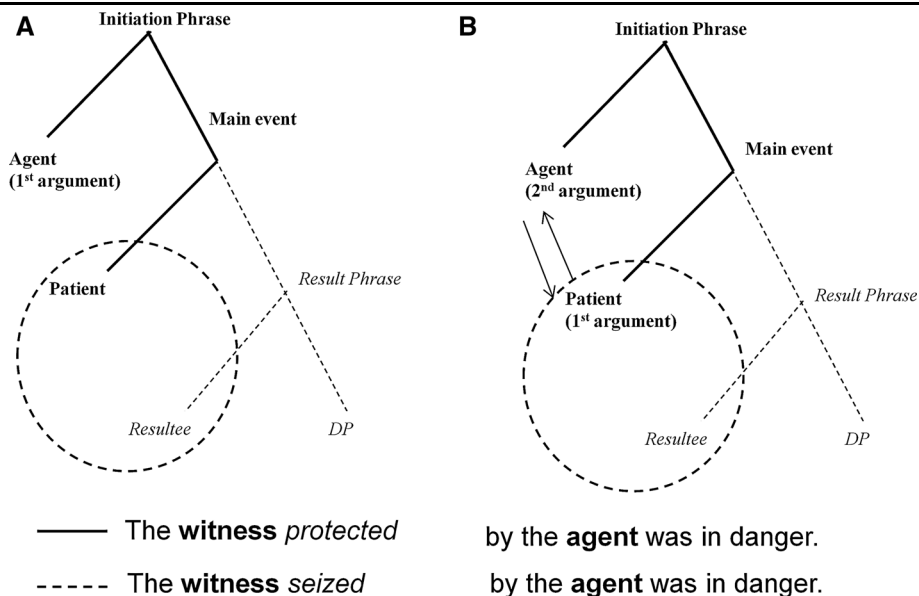 A
Initiation Phrase
Main event
Agent
(1st argument)
Patient
Result Phrase
Resultee
DP
B
Initiation Phrase
Main event
Agent
(2nd argument)
Patient
(1st argument)
Result Phrase
Resultee
DP
The witness protected by the agent was in danger.
The witness seized by the agent was in danger.